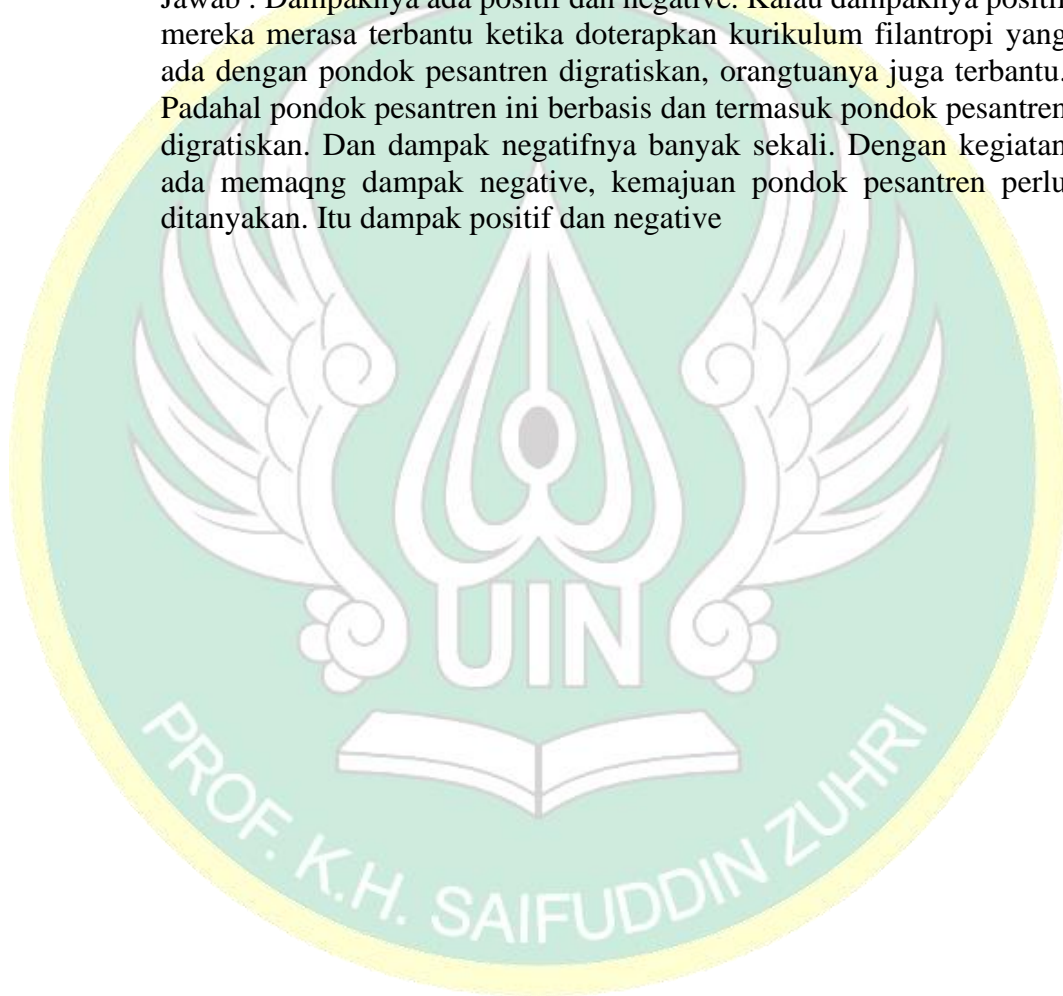 Jawab : Dampaknya ada positif dan negative. Kalau dampaknya positif
mereka merasa terbantu ketika doterapkan kurikulum filantropi yang
ada dengan pondok pesantren digratiskan, orangtuanya juga terbantu.
Padahal pondok pesantren ini berbasis dan termasuk pondok pesantren
digratiskan. Dan dampak negatifnya banyak sekali. Dengan kegiatan
ada memaqng dampak negative, kemajuan pondok pesantren perlu
ditanyakan. Itu dampak positif dan negative
UIN
PROF. K.H. SAIFUDDIN ZUHRI